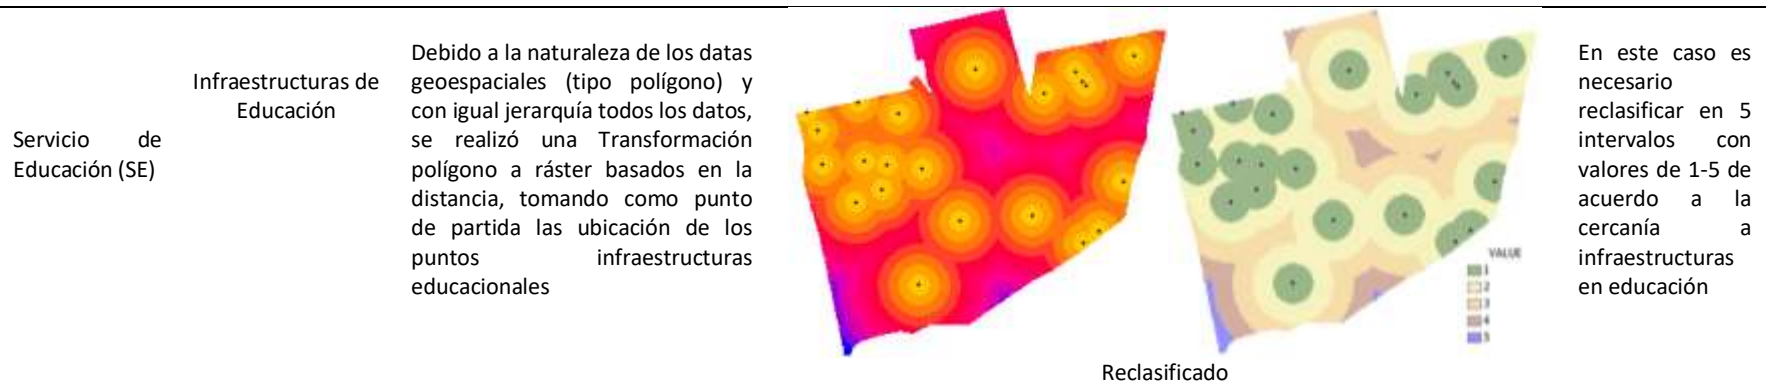 Servicio de
Educación (SE)
Infraestructuras de
Educación
Debido a la naturaleza de los datas
geoespaciales (tipo polígono) y
con igual jerarquía todos los datos,
se realizó una Transformación
polígono a ráster basados en la
distancia, tomando como punto
de partida las ubicación de los
puntos infraestructuras
educacionales
VALUE
1
2
3
4
5
Reclasificado
En este caso es
necesario
reclasificar en 5
intervalos con
valores de 1-5 de
acuerdo a la
cercanía a
infraestructuras
en educación